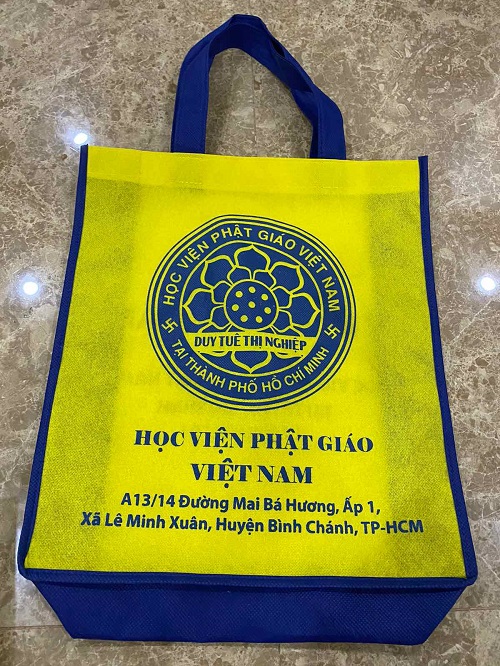 HỌC VIỆN PHẬT GIÁO VIỆT NAM
DUY TUỆ THỊ NGHIỆP
TẠI THÀNH PHỐ HỒ CHÍ MINH
HỌC VIỆN PHẬT GIÁO
VIỆT NAM
A13/14 Đường Mai Bá Hương, Ấp 1,
Xã Lê Minh Xuân, Huyện Bình Chánh, TP-HCM